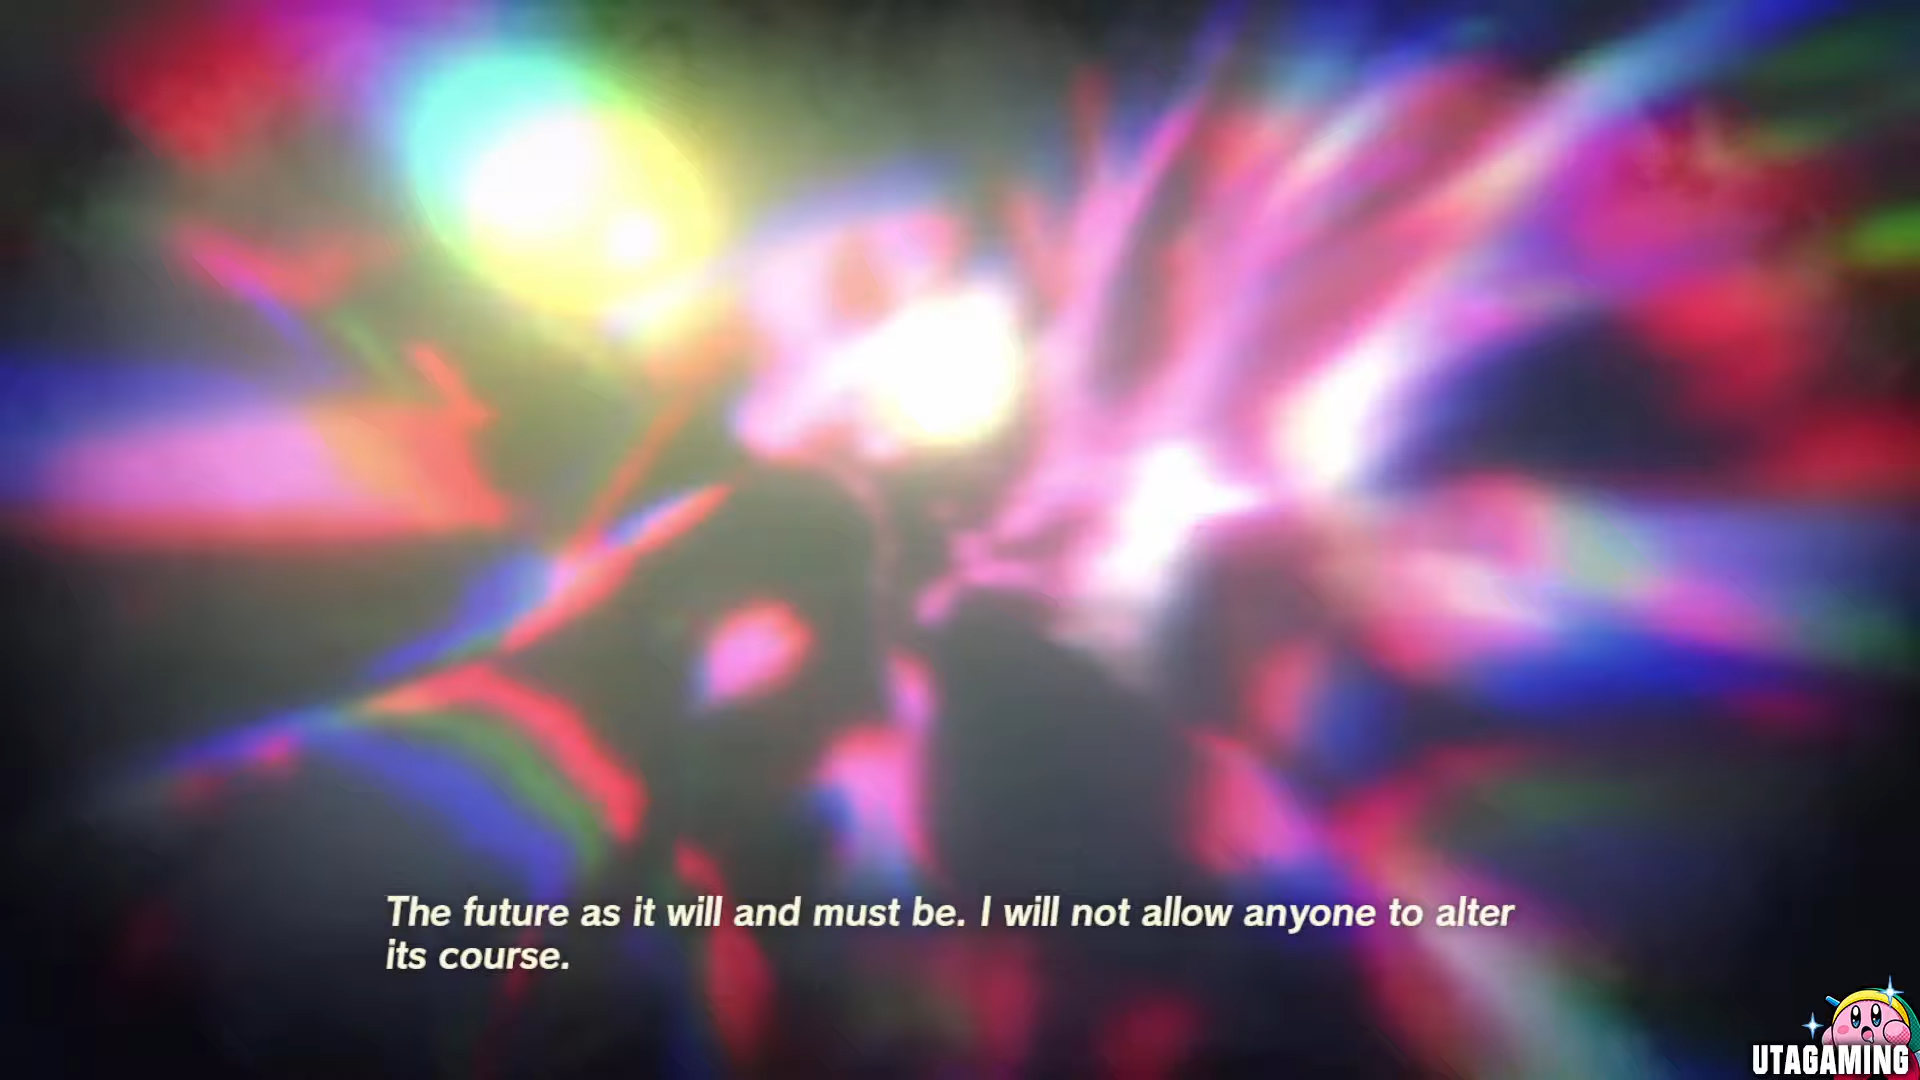 The future as it will and must be. I will not allow anyone to alter
its course.
UTAGAMING